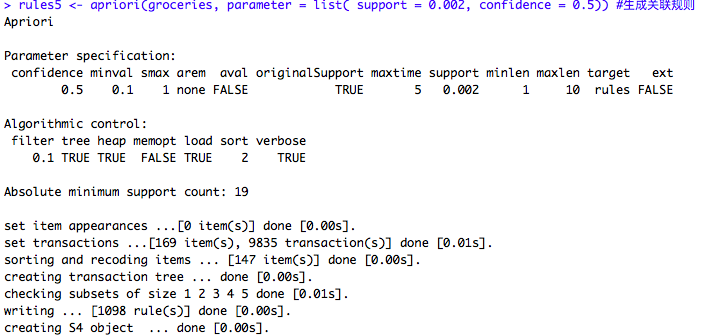 > rules5 <- apriori(groceries, parameter = list( support = 0.002, confidence = 0.5)) #生成关联规则
Apriori
Parameter specification:
confidence minval smax arem aval originalSupport maxtime support minlen maxlen target ext
0.5 0.1 1 none FALSE TRUE 5 0.002 1 10 rules FALSE
Algorithmic control:
filter tree heap memopt load sort verbose
0.1 TRUE TRUE FALSE TRUE 2 TRUE
Absolute minimum support count: 19
set item appearances ...[0 item(s)] done [0.00s].
set transactions ...[169 item(s), 9835 transaction(s)] done [0.01s].
sorting and recoding items ... [147 item(s)] done [0.00s].
creating transaction tree ... done [0.00s].
checking subsets of size 1 2 3 4 5 done [0.01s].
writing ... [1098 rule(s)] done [0.00s].
creating S4 object  ... done [0.00s].